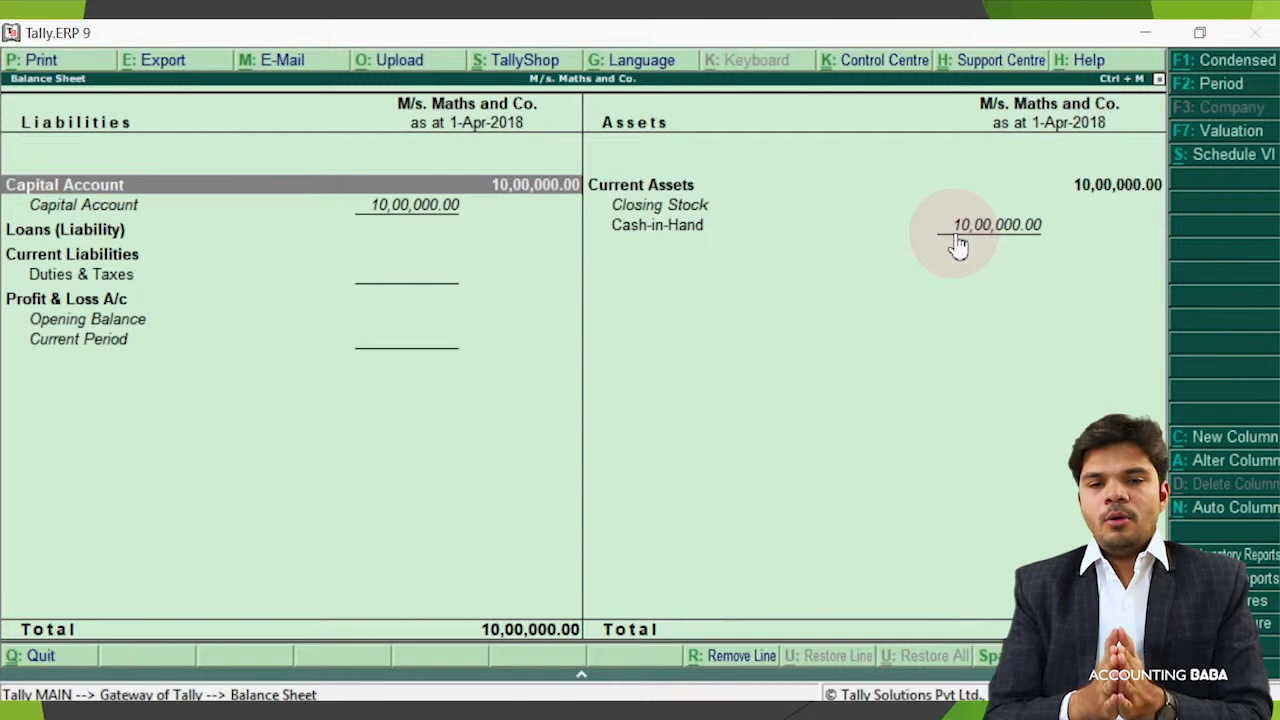 Tally.ERP 9
P: Print E: Export M: E-Mail O: Upload S: TallyShop G: Language K: Keyboard K: Control Centre H: Support Centre H: Help
Balance Sheet M/s. Maths and Co. Ctrl + M
Liabilities M/s. Maths and Co. as at 1-Apr-2018
Assets M/s. Maths and Co. as at 1-Apr-2018
Capital Account 10,00,000.00
Capital Account 10,00,000.00
Loans (Liability)
Current Liabilities
Duties & Taxes
Profit & Loss A/c
Opening Balance
Current Period
Total 10,00,000.00
Current Assets 10,00,000.00
Closing Stock
Cash-in-Hand 10,00,000.00
Total
F1: Condensed
F2: Period
F3: Company
F7: Valuation
S: Schedule VI
C: New Column
A: Alter Column
D: Delete Column
N: Auto Column
Reports
Q: Quit R: Remove Line U: Restore Line U: Restore All
Tally MAIN --> Gateway of Tally --> Balance Sheet © Tally Solutions Pvt Ltd.,
ACCOUNTING BABA